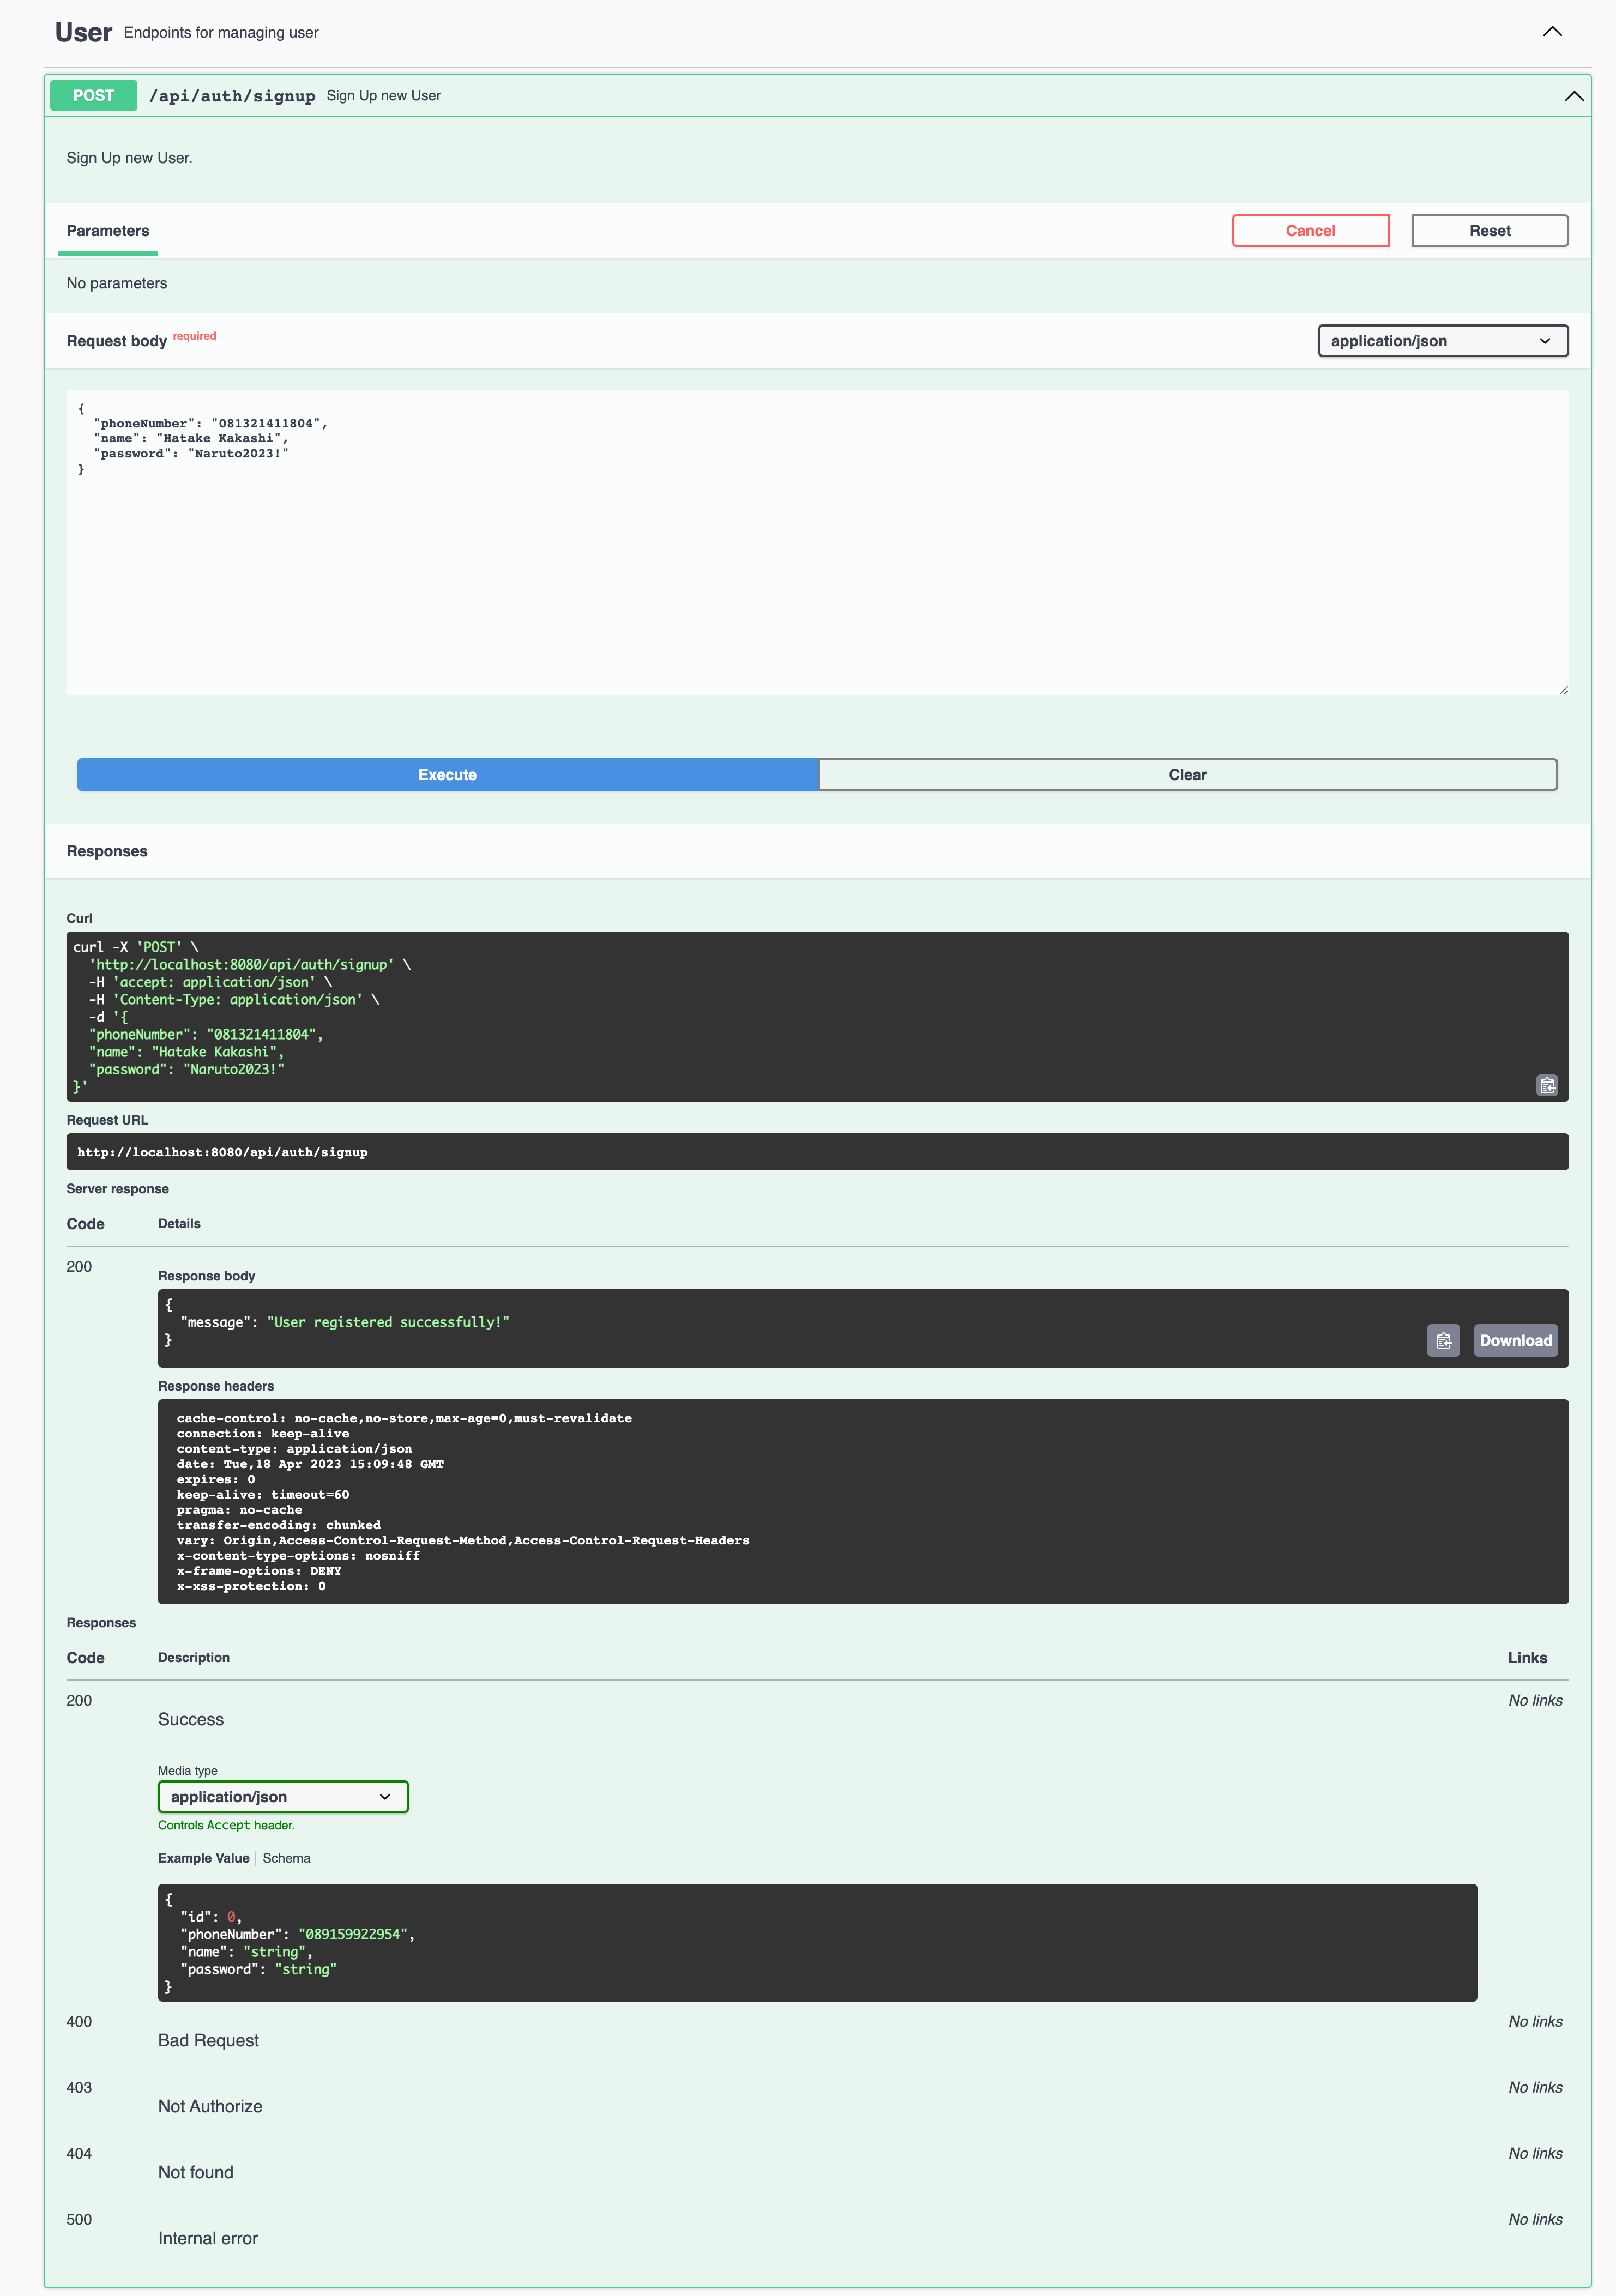 User Endpoints for managing user
POST /api/auth/signup Sign Up new User
Sign Up new User.
Parameters Cancel Reset
No parameters
Request body required application/json
{
  "phoneNumber": "081321411804",
  "name": "Hatake Kakashi",
  "password": "Naruto2023!"
}
Execute Clear
Responses
Curl
curl -X 'POST' \
  'http://localhost:8080/api/auth/signup' \
  -H 'accept: application/json' \
  -H 'Content-Type: application/json' \
  -d '{
  "phoneNumber": "081321411804",
  "name": "Hatake Kakashi",
  "password": "Naruto2023!"
}'
Request URL
http://localhost:8080/api/auth/signup
Server response
Code Details
200
Response body
{
  "message": "User registered successfully!"
}
Download
Response headers
cache-control: no-cache,no-store,max-age=0,must-revalidate
connection: keep-alive
content-type: application/json
date: Tue,18 Apr 2023 15:09:48 GMT
expires: 0
keep-alive: timeout=60
pragma: no-cache
transfer-encoding: chunked
vary: Origin,Access-Control-Request-Method,Access-Control-Request-Headers
x-content-type-options: nosniff
x-frame-options: DENY
x-xss-protection: 0
Responses
Code Description Links
200 No links
Success
Media type
application/json
Controls Accept header.
Example Value Schema
{
  "id": 0,
  "phoneNumber": "089159922954",
  "name": "string",
  "password": "string"
}
400 No links
Bad Request
403 No links
Not Authorize
404 No links
Not found
500 No links
Internal error